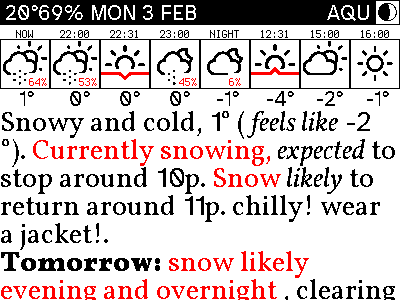 20°69% MON 3 FEB AQU
NOW 22:00 22:31 23:00 NIGHT 12:31 15:00 16:00
64% 53% 45% 6%
1° 0° 0° 0° -1° -4° -2° -1°
Snowy and cold, 1° ( feels like -2
°). Currently snowing, expected to
stop around 10p. Snow likely to
return around 11p. chilly! wear
a jacket!.
Tomorrow: snow likely
evening and overnight , clearing